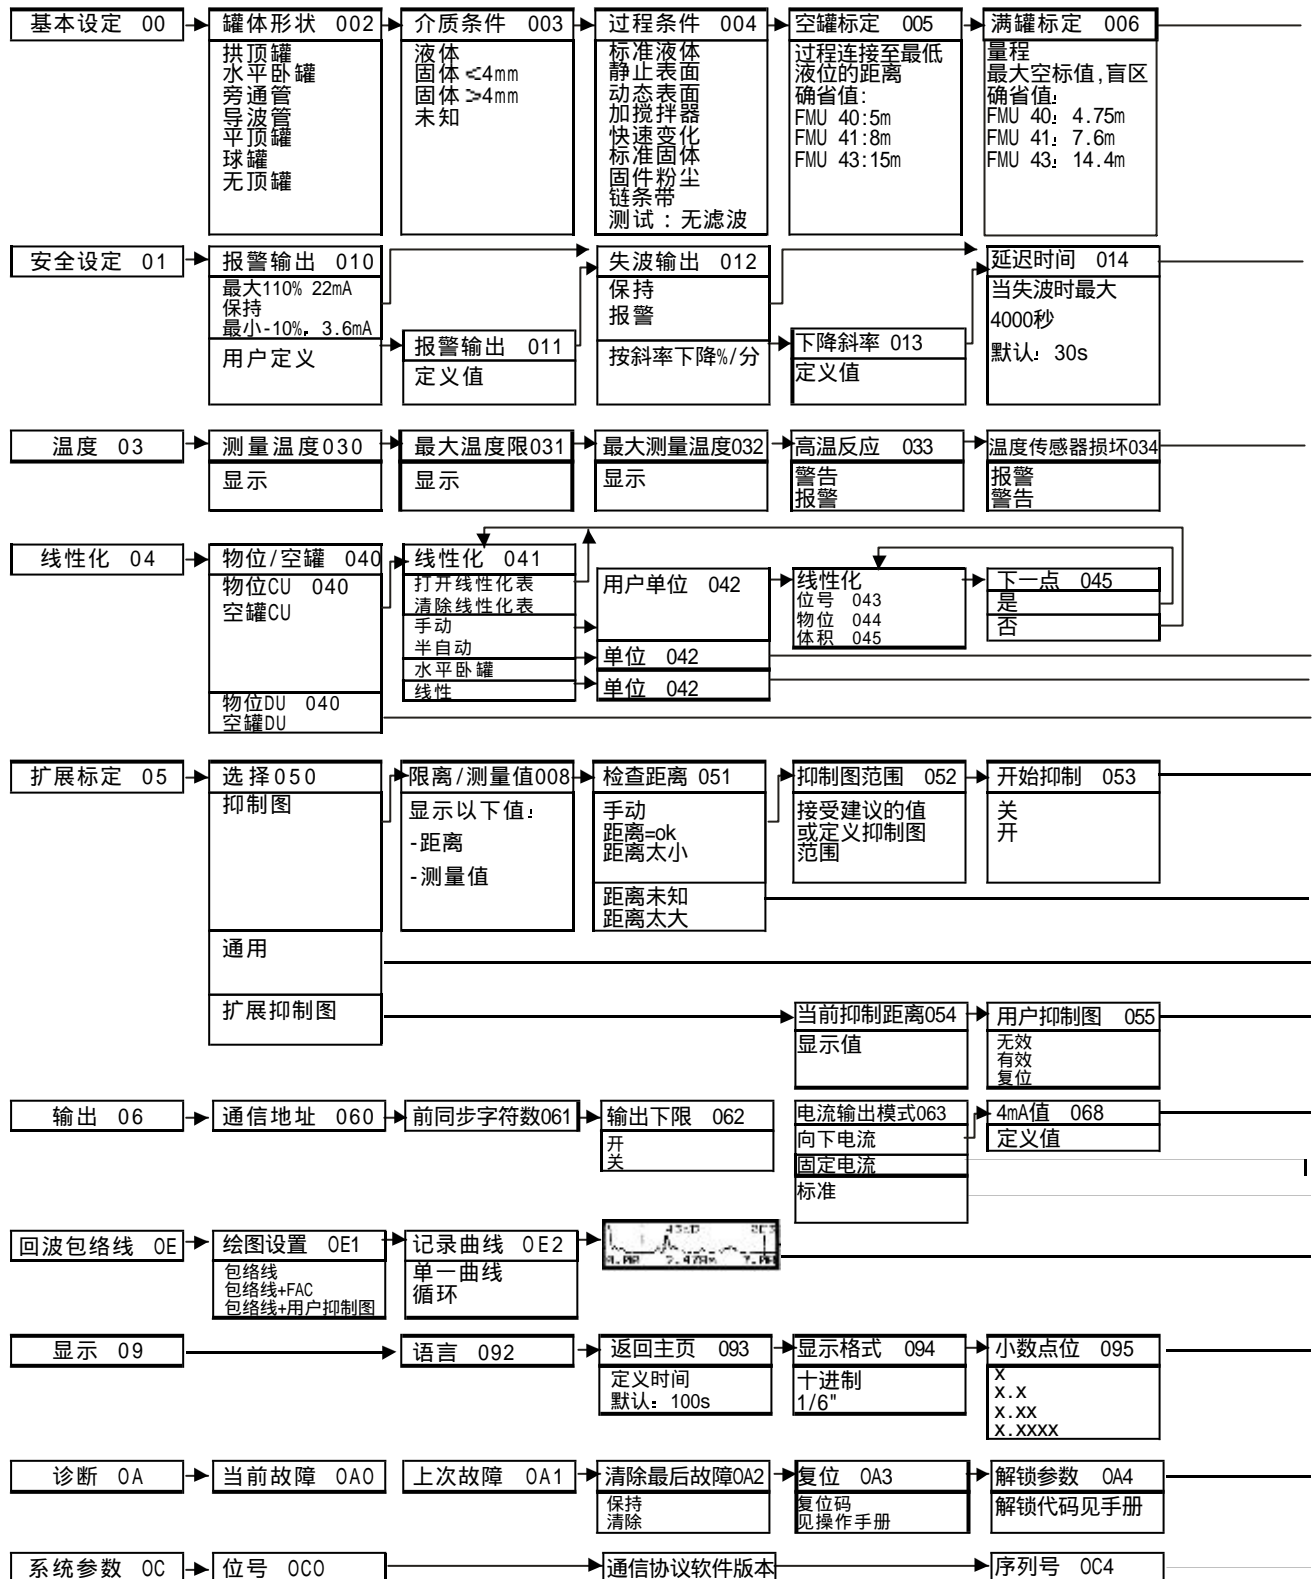 基本设定 00
罐体形状 002
拱顶罐
水平卧罐
旁通管
导波管
平顶罐
球罐
无顶罐
介质条件 003
液体
固体 <4mm
固体 >4mm
未知
过程条件 004
标准液体
静止表面
动态表面
加搅拌器
快速变化
标准固体
固件粉尘
链条带
测试：无滤波
空罐标定 005
过程连接至最低
液位的距离
确省值:
FMU 40:5m
FMU 41:8m
FMU 43:15m
满罐标定 006
量程
最大空标值,盲区
确省值:
FMU 40: 4.75m
FMU 41: 7.6m
FMU 43: 14.4m
安全设定 01
报警输出 010
最大110% 22mA
保持
最小-10%, 3.6mA
用户定义
报警输出 011
定义值
失波输出 012
保持
报警
按斜率下降%/分
下降斜率 013
定义值
延迟时间 014
当失波时最大
4000秒
默认: 30s
温度 03
测量温度030
显示
最大温度限031
显示
最大测量温度032
显示
高温反应 033
警告
报警
温度传感器损坏034
报警
警告
线性化 04
物位/空罐 040
物位CU 040
空罐CU
物位DU 040
空罐DU
线性化 041
打开线性化表
清除线性化表
手动
半自动
水平卧罐
线性
用户单位 042
单位 042
单位 042
线性化
位号 043
物位 044
体积 045
下一点 045
是
否
扩展标定 05
选择050
抑制图
通用
扩展抑制图
限离/测量值008
显示以下值:
-距离
-测量值
检查距离 051
手动
距离=ok
距离太小
距离未知
距离太大
抑制图范围 052
接受建议的值
或定义抑制图
范围
开始抑制 053
关
开
当前抑制距离054
显示值
用户抑制图 055
无效
有效
复位
输出 06
通信地址 060
前同步字符数061
输出下限 062
开
关
电流输出模式063
向下电流
固定电流
标准
4mA值 068
定义值
回波包络线 0E
绘图设置 0E1
包络线
包络线+FAC
包络线+用户抑制图
记录曲线 0E2
单一曲线
循环
显示 09
语言 092
返回主页 093
定义时间
默认: 100s
显示格式 094
十进制
1/6"
小数点位 095
x
x.x
x.xx
x.xxxx
诊断 0A
当前故障 0A0
上次故障 0A1
清除最后故障0A2
保持
清除
复位 0A3
复位码
见操作手册
解锁参数 0A4
解锁代码见手册
系统参数 0C
位号 0C0
通信协议软件版本
序列号 0C4